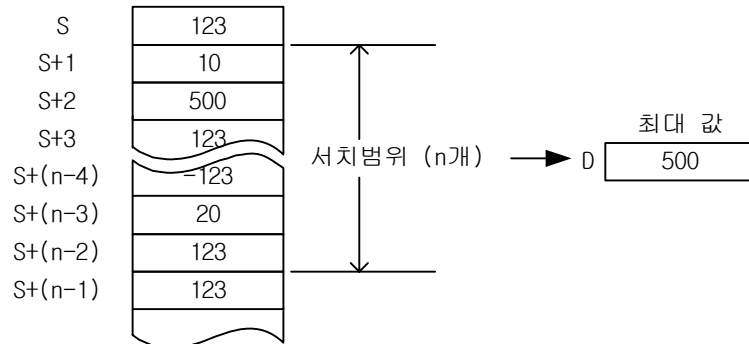 S 123
S+1 10
S+2 500
S+3 123
S+(n-4) -123
S+(n-3) 20
S+(n-2) 123
S+(n-1) 123
서치범위 (n개)
최대 값
D 500